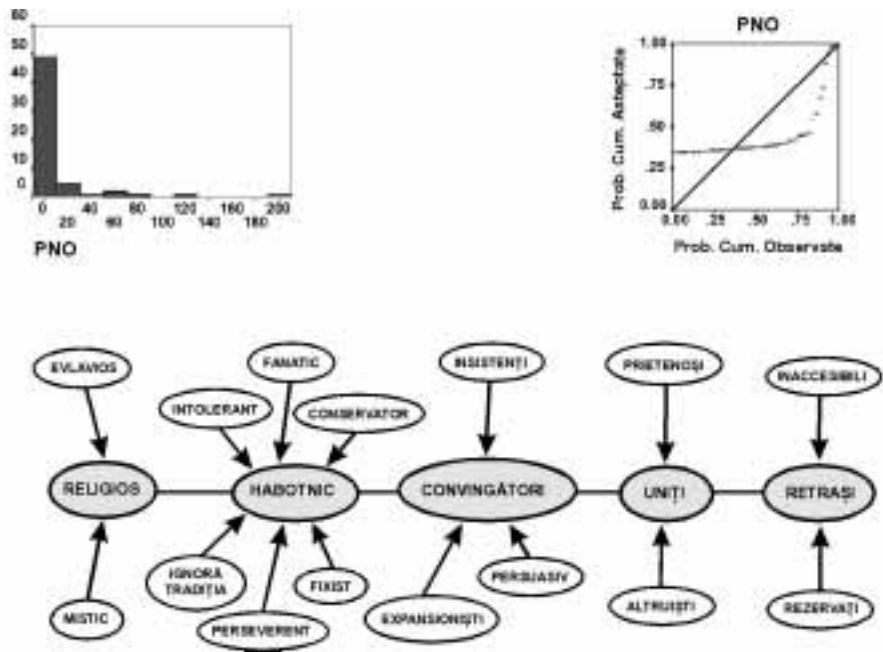 60
50
40
30
20
10
0
0 40 80 120 160 200
20 60 100 140 180
PNO
PNO
Prob. Cum. Asteptate
1.00
.75
.50
.25
0.00
0.00 .25 .50 .75 1.00
Prob. Cum. Observate
EVLAVIOS
FANATIC
INSISTENȚI
PRIETENOȘI
INACCESIBILI
INTOLERANT
CONSERVATOR
RELIGIOS
HABOTNIC
CONVINGĂTORI
UNIȚI
RETRAȘI
IGNORĂ
TRADIȚIA
FIXIST
PERSUASIV
MISTIC
PERSEVERENT
EXPANSIONIȘTI
ALTRUIȘTI
REZERVAȚI